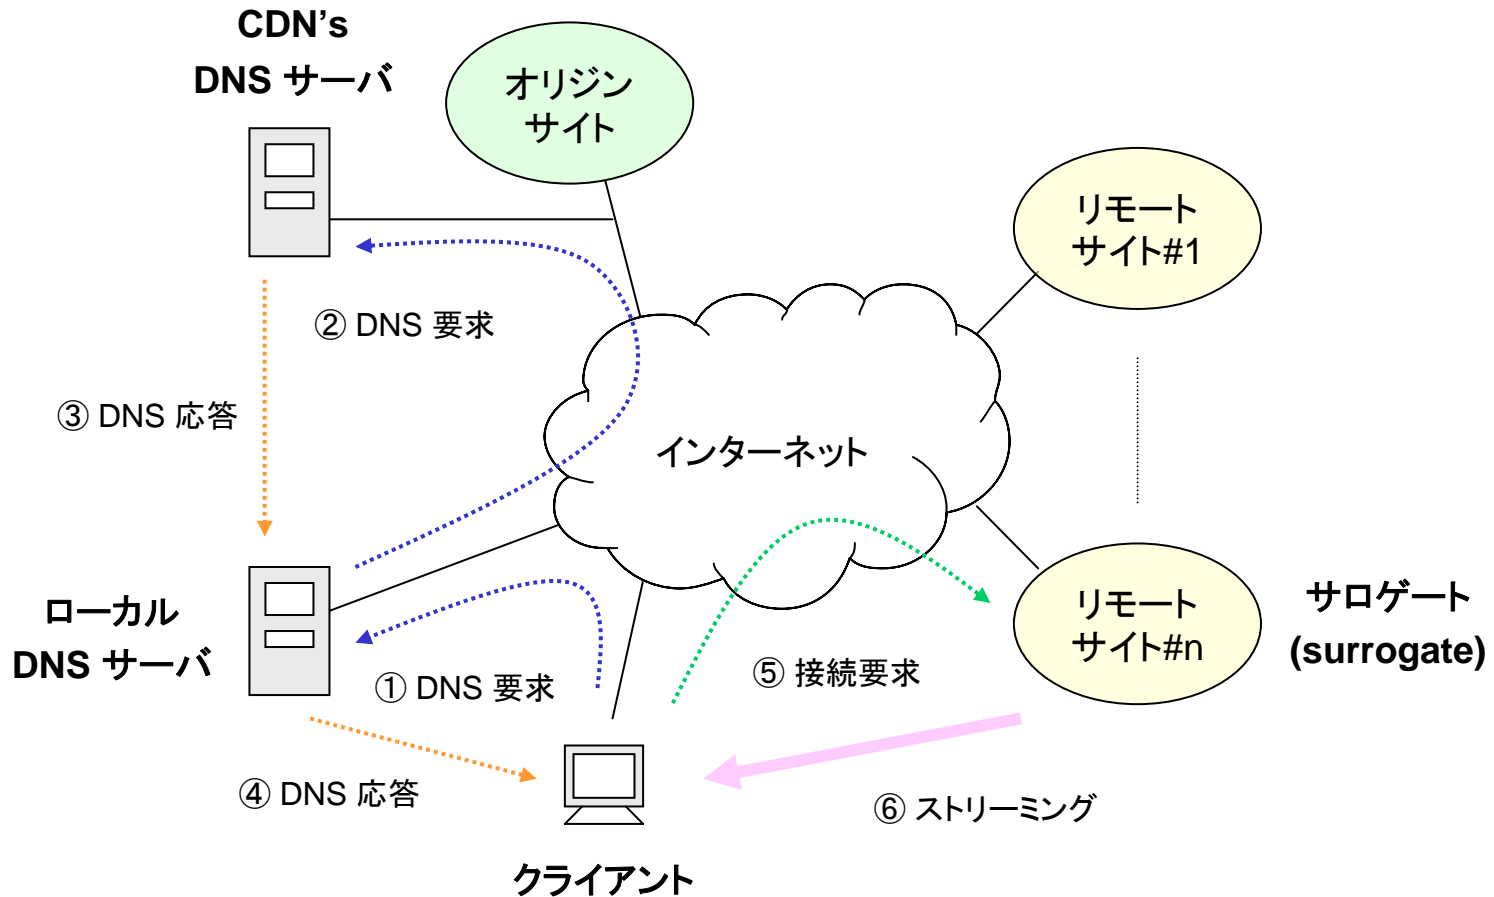 CDN's
DNS サーバ
オリジン
サイト
リモート
サイト#1
② DNS 要求
③ DNS 応答
インターネット
ローカル
DNS サーバ
リモート
サイト#n
サロゲート
(surrogate)
① DNS 要求
⑤ 接続要求
④ DNS 応答
⑥ ストリーミング
クライアント